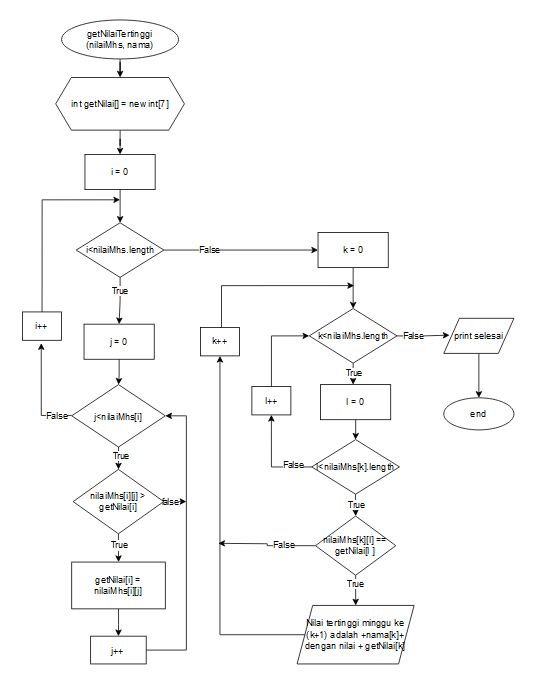 getNilaiTertinggi
(nilaiMhs, nama)
int getNilai[] = new int[7]
i = 0
i<nilaiMhs.length
False
k = 0
True
i++
j = 0
k++
k<nilaiMhs.length
False
print selesai
True
l++
l = 0
end
False
j<nilaiMhs[i]
True
False
l<nilaiMhs[k].length
True
nilaiMhs[i][j] >
getNilai[i]
false
True
False
nilaiMhs[k][l] ==
getNilai[l ]
True
getNilai[i] =
nilaiMhs[i][j]
j++
Nilai tertinggi minggu ke
(k+1) adalah +nama[k]+
dengan nilai + getNilai[k]